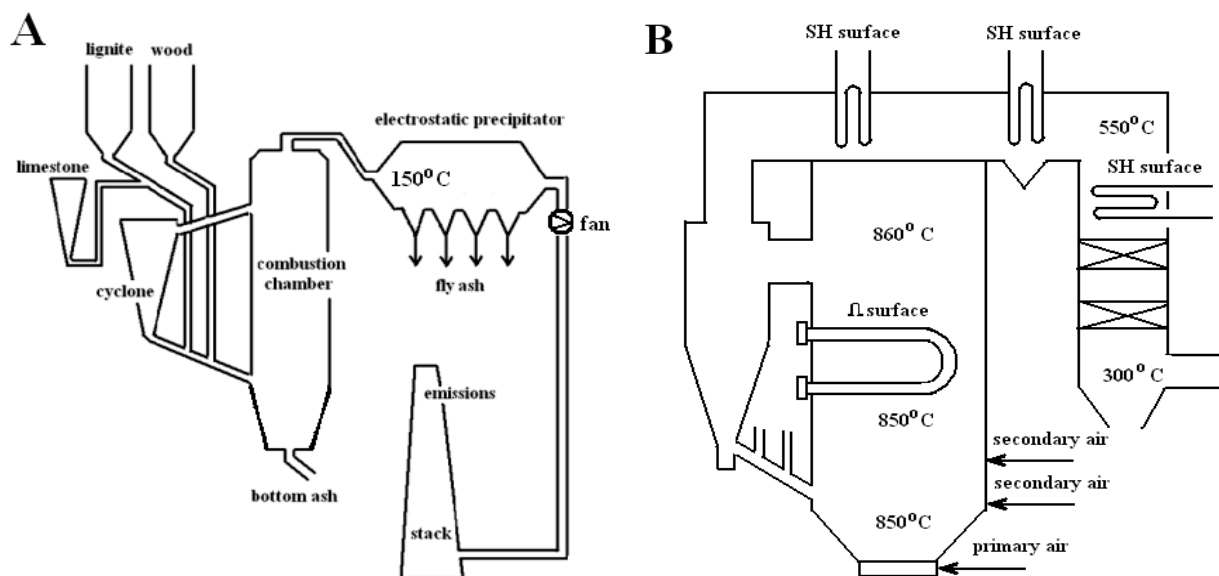 A
lignite wood
limestone
cyclone
combustion
chamber
bottom ash
electrostatic precipitator
150° C
fan
fly ash
emissions
stack
B
SH surface
SH surface
550° C
SH surface
860° C
Ω surface
300° C
850° C
secondary air
secondary air
850°C
primary air